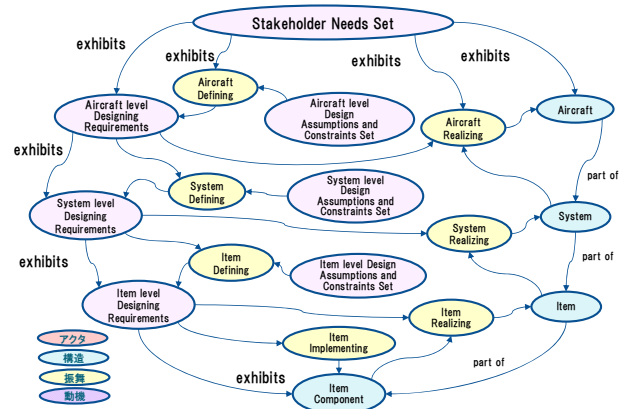 Stakeholder Needs Set
exhibits
exhibits
exhibits
exhibits
Aircraft
Defining
Aircraft level
Designing
Requirements
Aircraft level
Design
Assumptions and
Constraints Set
Aircraft
Realizing
Aircraft
exhibits
part of
System
Defining
System level
Design
Assumptions and
Constraints Set
System level
Designing
Requirements
System
Realizing
System
exhibits
part of
Item
Defining
Item level Design
Assumptions and
Constraints Set
Item level
Designing
Requirements
Item
Realizing
Item
Item
Implementing
part of
exhibits
Item
Component
アクタ
構造
振舞
動機